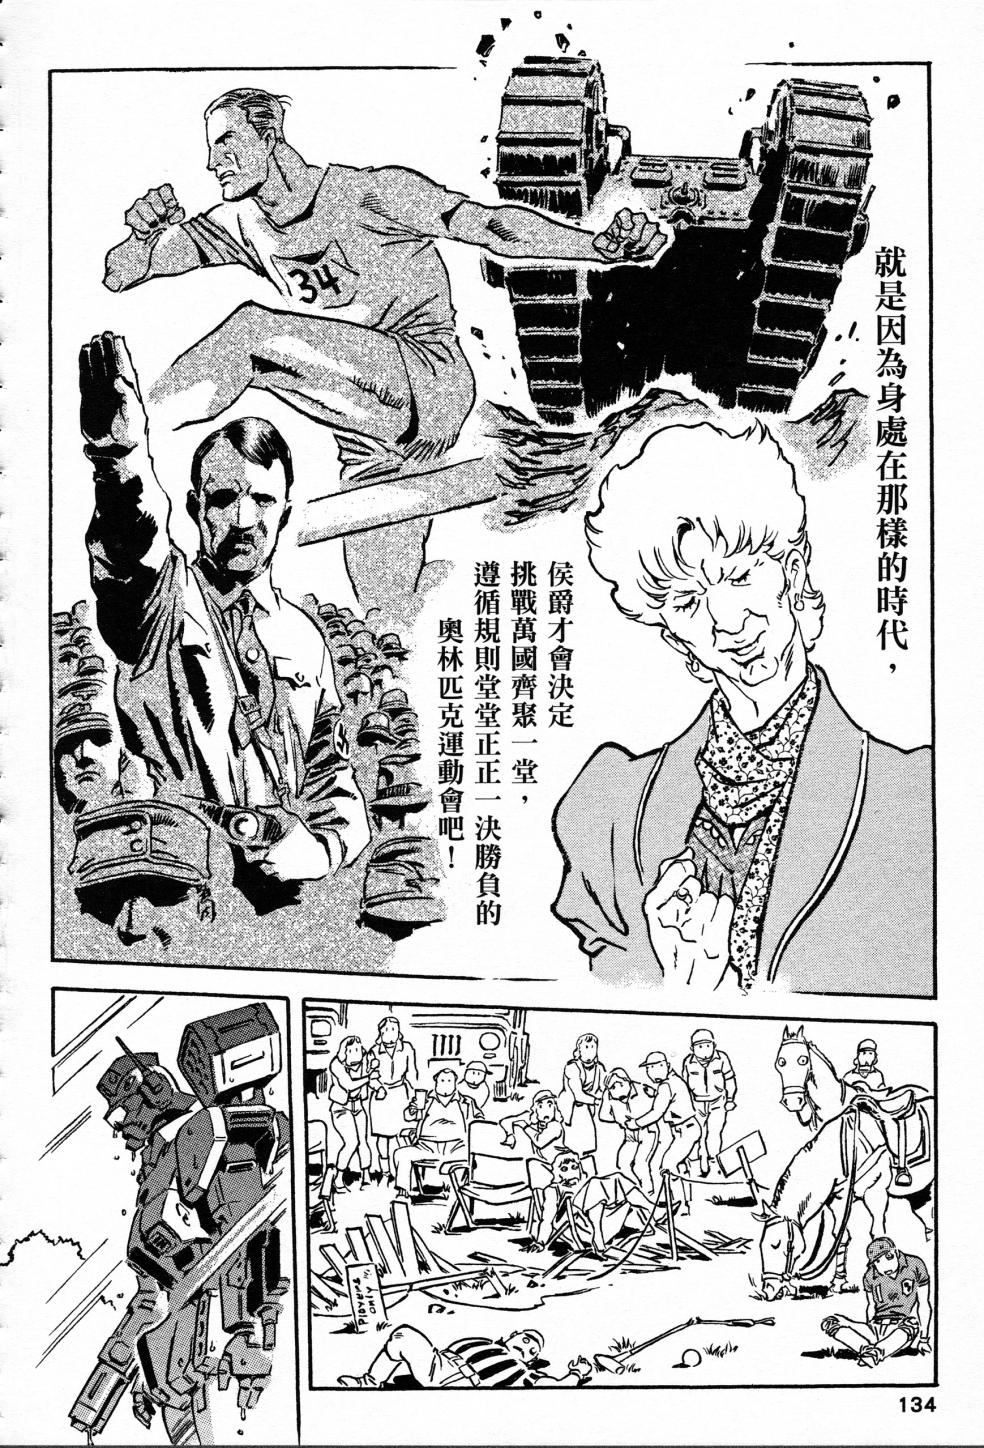 就是因為身處在那樣的時代，
侯爵才會決定
挑戰萬國齊聚一堂，
遵循規則堂堂正正一決勝負的
奧林匹克運動會吧！
34
Players
only
134